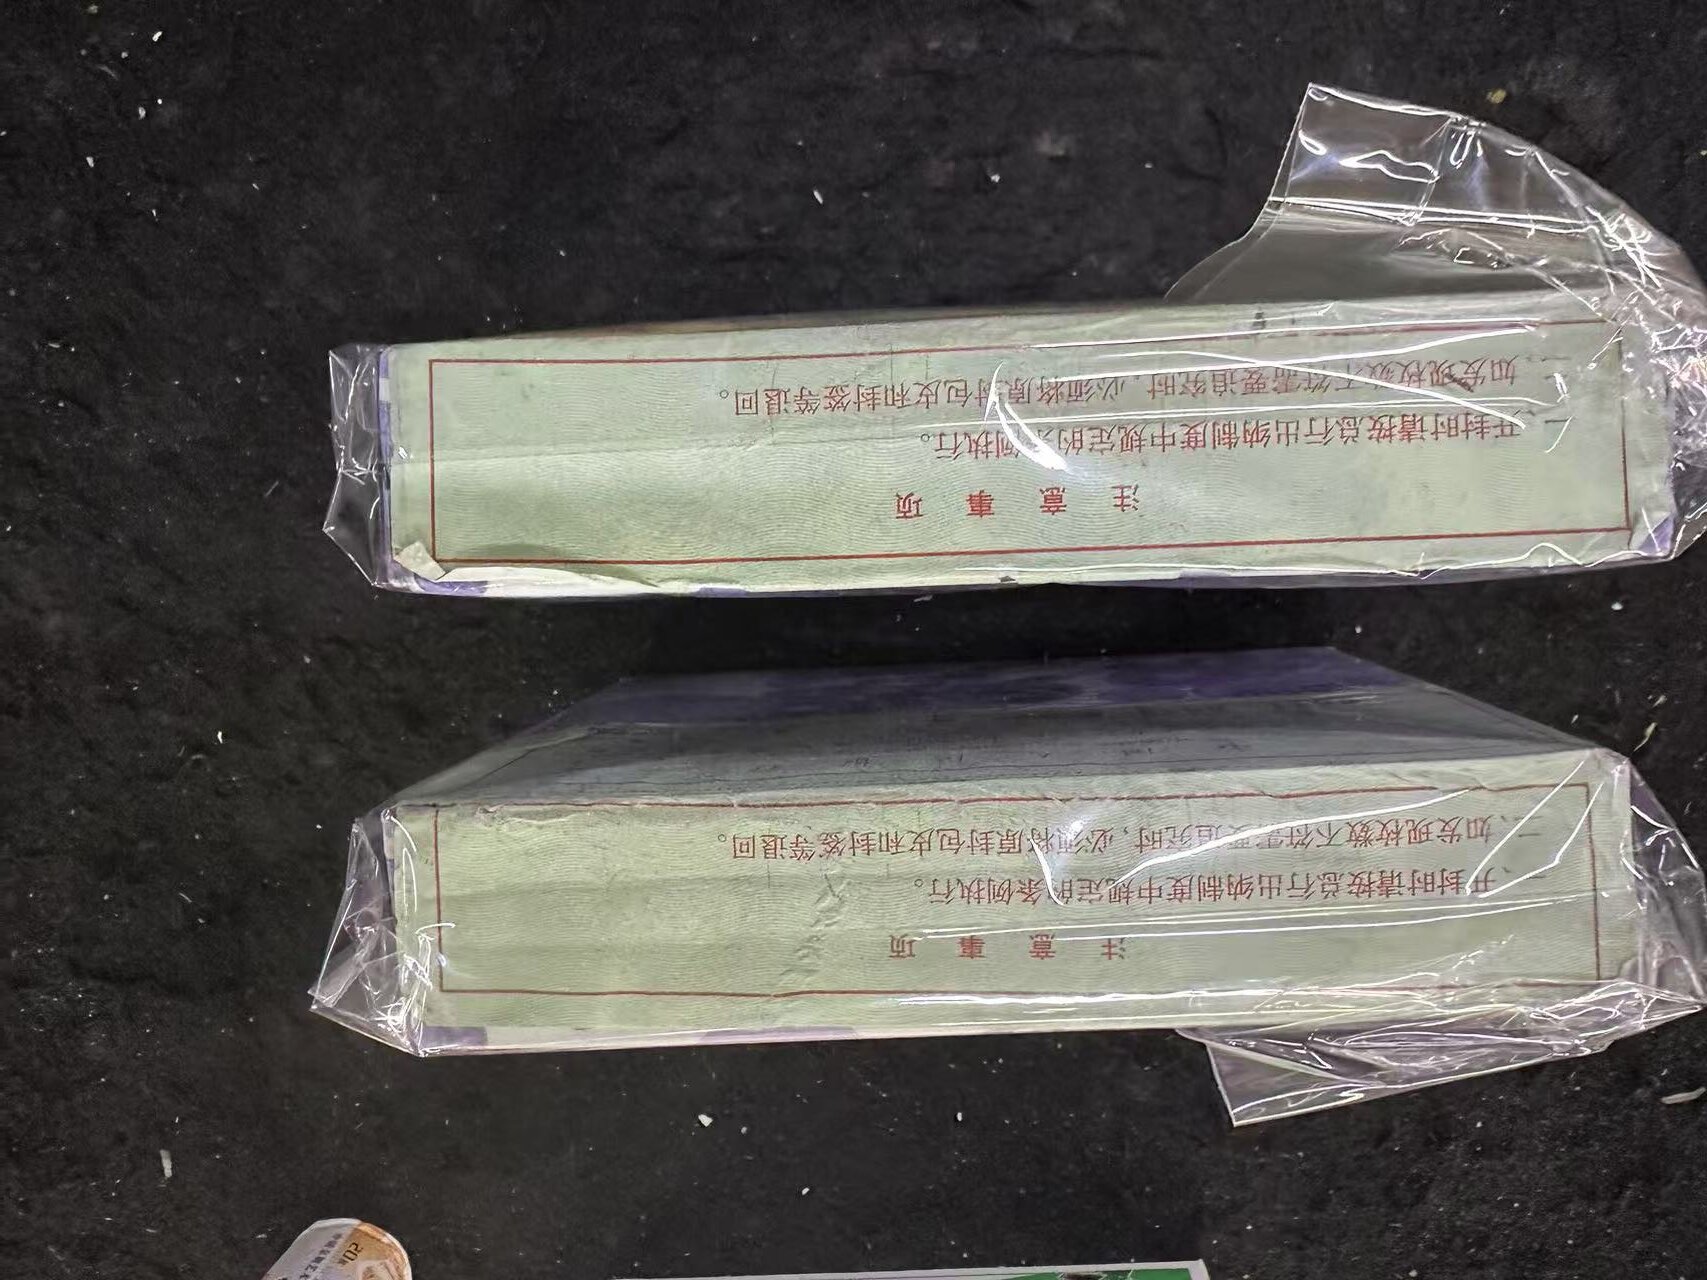 注意事项
一、开封时请按总行出纳制度中规定的条例执行。
二、如发现枚数不符需要追究时，必须将原封包皮和封签等退回。
注意事项
一、开封时请按总行出纳制度中规定的条例执行。
二、如发现枚数不符需要追究时，必须将原封包皮和封签等退回。